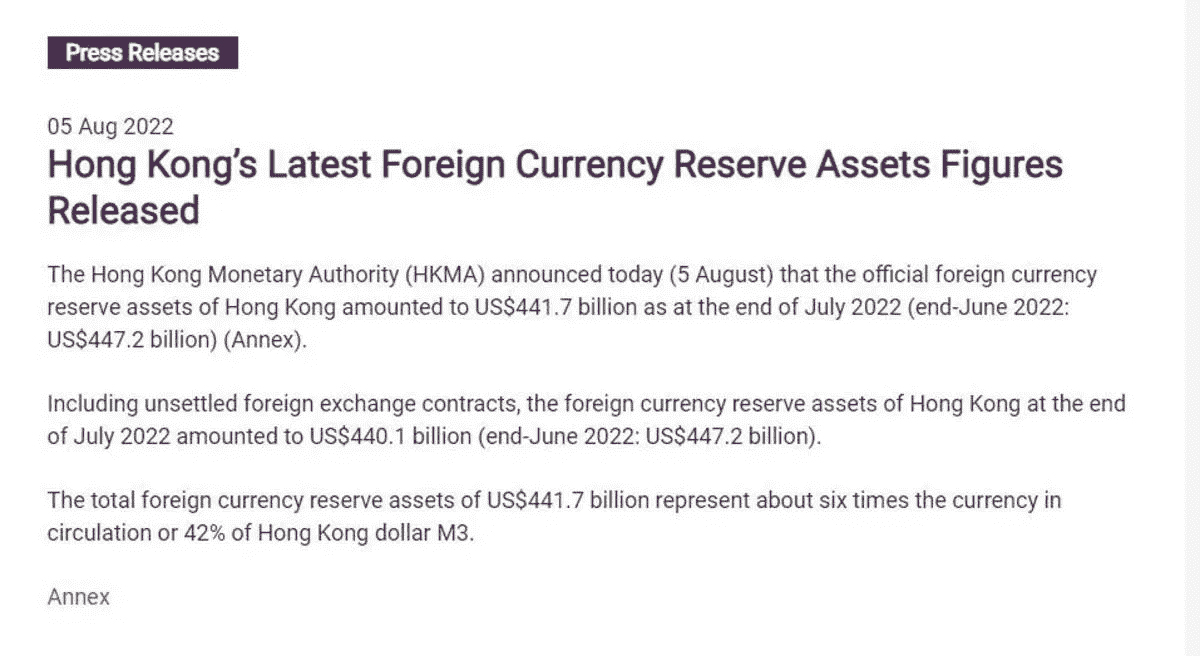 Press Releases
05 Aug 2022
Hong Kong’s Latest Foreign Currency Reserve Assets Figures
Released
The Hong Kong Monetary Authority (HKMA) announced today (5 August) that the official foreign currency
reserve assets of Hong Kong amounted to US$441.7 billion as at the end of July 2022 (end-June 2022:
US$447.2 billion) (Annex).
Including unsettled foreign exchange contracts, the foreign currency reserve assets of Hong Kong at the end
of July 2022 amounted to US$440.1 billion (end-June 2022: US$447.2 billion).
The total foreign currency reserve assets of US$441.7 billion represent about six times the currency in
circulation or 42% of Hong Kong dollar M3.
Annex